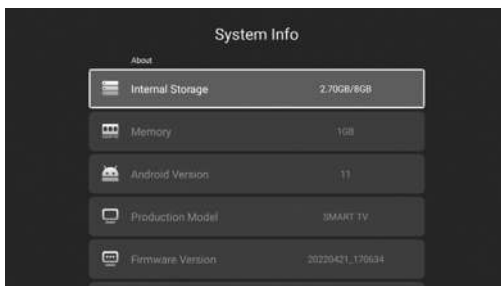 System Info
About
Internal Storage 2.70GB/8GB
Memory 1GB
Android Version 11
Production Model SMART TV
Firmware Version 20220421_170634